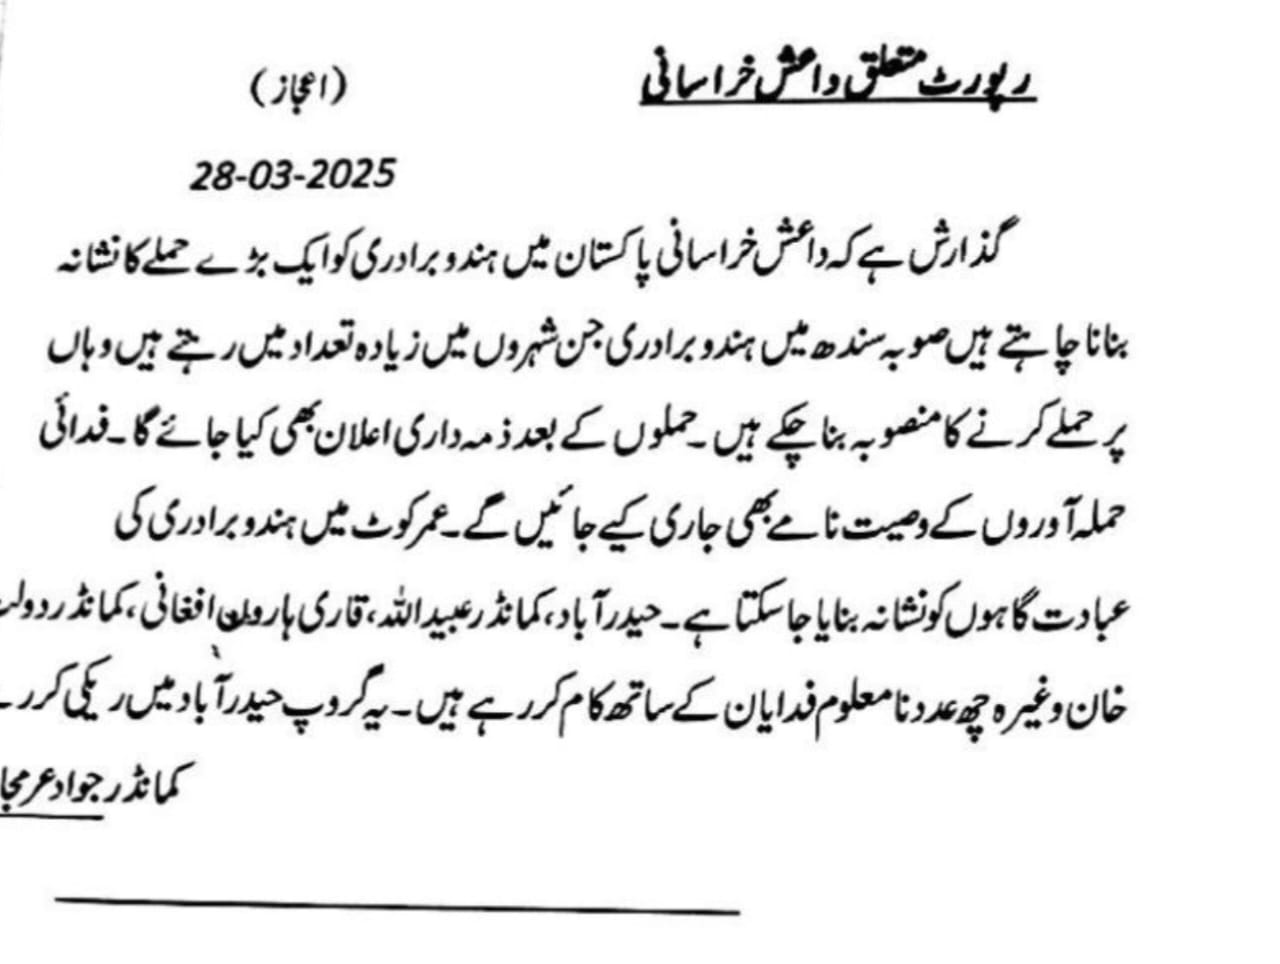 رپورٹ متعلق داعش خراسانی (اعجاز)
28-03-2025
گذارش ہے کہ داعش خراسانی پاکستان میں ہندو برادری کو ایک بڑے حملے کا نشانہ
بنانا چاہتے ہیں صوبہ سندھ میں ہندو برادری جن شہروں میں زیادہ تعداد میں رہتے ہیں وہاں
پر حملے کرنے کا منصوبہ بنا چکے ہیں ۔ حملوں کے بعد ذمہ داری اعلان بھی کیا جائے گا ۔ فدائی
حملہ آوروں کے وصیت نامے بھی جاری کیے جائیں گے ۔ عمر کوٹ میں ہندو برادری کی
عبادت گاہوں کو نشانہ بنایا جا سکتا ہے ۔ حیدر آباد، کمانڈر عبید اللہ، قاری ہارون افغانی، کمانڈر دولت
خان وغیرہ چھ عدد نا معلوم فدایان کے ساتھ کام کر رہے ہیں ۔ یہ گروپ حیدر آباد میں ریکی کر
کمانڈر جواد